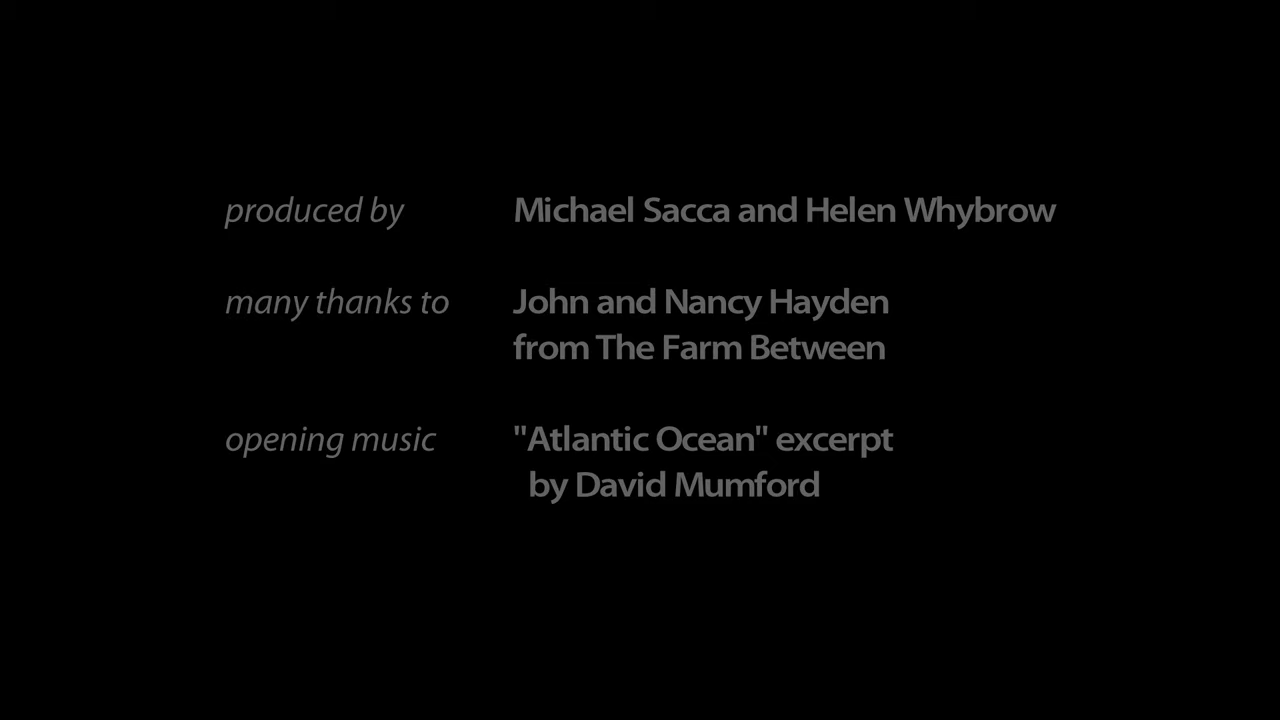 produced by Michael Sacca and Helen Whybrow
many thanks to John and Nancy Hayden
from The Farm Between
opening music "Atlantic Ocean" excerpt
by David Mumford